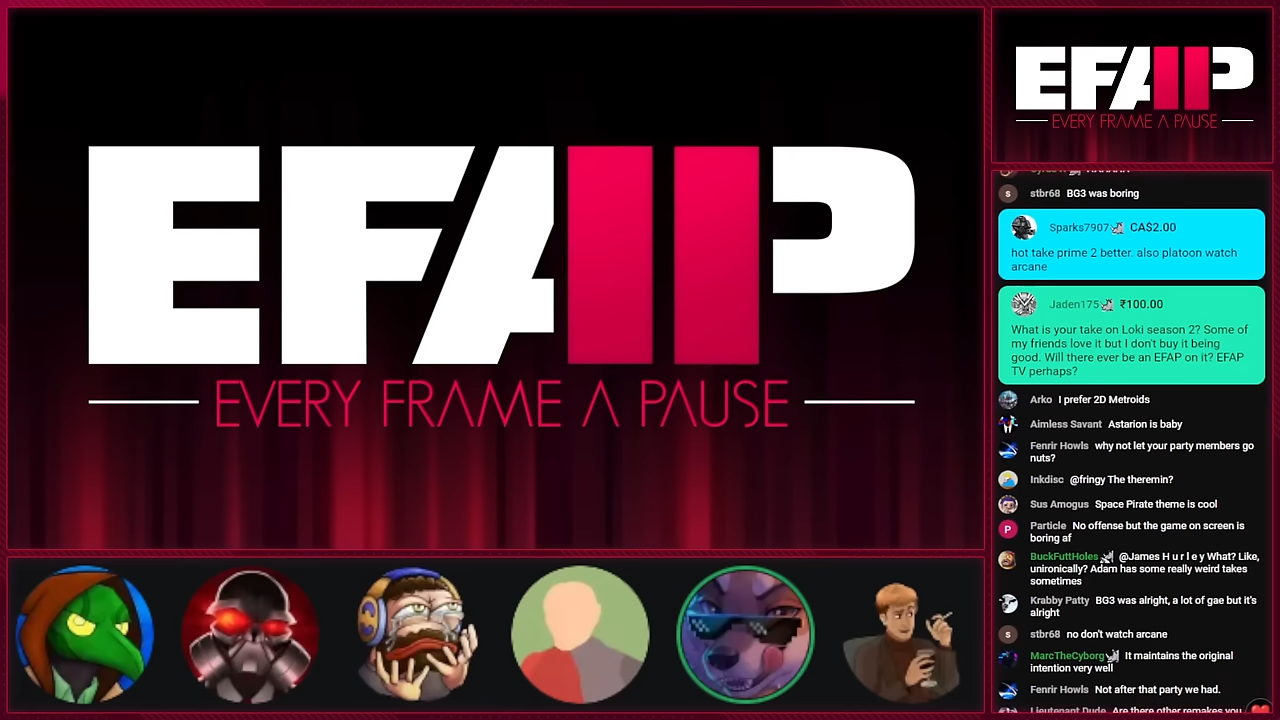 EFAP
EVERY FRAME A PAUSE
EFAP
EVERY FRAME A PAUSE
S stbr68 BG3 was boring
Sparks7907 CA$2.00
hot take prime 2 better. also platoon watch
arcane
Jaden175 ₹100.00
What is your take on Loki season 2? Some of
my friends love it but I don't buy it being
good. Will there ever be an EFAP on it? EFAP
TV perhaps?
Arko I prefer 2D Metroids
Aimless Savant Astarion is baby
Fenrir Howls why not let your party members go
nuts?
Inkdisc @fringy The theremin?
Sus Amogus Space Pirate theme is cool
P Particle No offense but the game on screen is
boring af
BuckFuttHoles @James H u r l e y What? Like,
unironically? Adam has some really weird takes
sometimes
Krabby Patty BG3 was alright, a lot of gae but it's
alright
S stbr68 no don't watch arcane
MarcTheCyborg It maintains the original
intention very well
Fenrir Howls Not after that party we had.
Lieutenant Dude Are there other remakes you